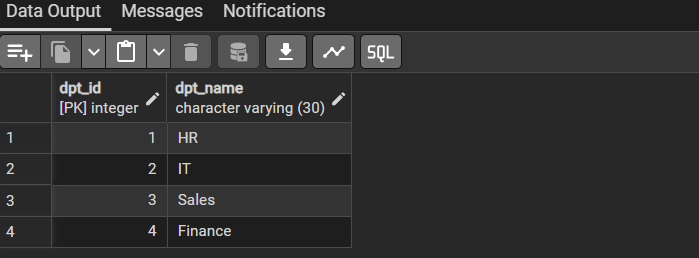 Data Output Messages Notifications
SQL
dpt_id dpt_name
[PK] integer character varying (30)
1 1 HR
2 2 IT
3 3 Sales
4 4 Finance